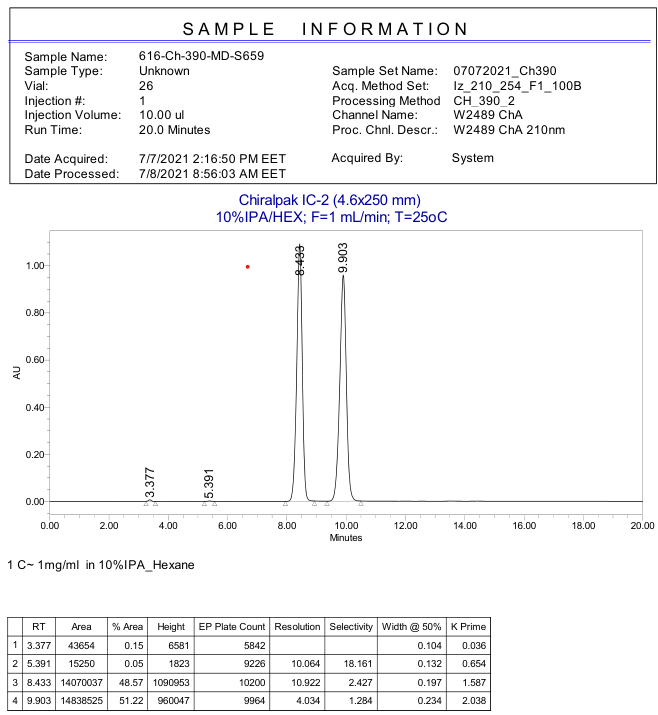 SAMPLE INFORMATION
Sample Name: 616-Ch-390-MD-S659
Sample Type: Unknown
Vial: 26
Injection #: 1
Injection Volume: 10.00 ul
Run Time: 20.0 Minutes
Sample Set Name: 07072021_Ch390
Acq. Method Set: Iz_210_254_F1_100B
Processing Method CH_390_2
Channel Name: W2489 ChA
Proc. Chnl. Descr.: W2489 ChA 210nm
Date Acquired: 7/7/2021 2:16:50 PM EET
Date Processed: 7/8/2021 8:56:03 AM EET
Acquired By: System
Chiralpak IC-2 (4.6x250 mm)
10%IPA/HEX; F=1 mL/min; T=25oC
AU
1.00
0.80
0.60
0.40
0.20
0.00
3.377
5.391
8.433
9.903
0.00 2.00 4.00 6.00 8.00 10.00 12.00 14.00 16.00 18.00 20.00
Minutes
1 C~ 1mg/ml in 10%IPA_Hexane
RT Area % Area Height EP Plate Count Resolution Selectivity Width @ 50% K Prime
1 3.377 43654 0.15 6581 5842 0.104 0.036
2 5.391 15250 0.05 1823 9226 10.064 18.161 0.132 0.654
3 8.433 14070037 48.57 1090953 10200 10.922 2.427 0.197 1.587
4 9.903 14838525 51.22 960047 9964 4.034 1.284 0.234 2.038